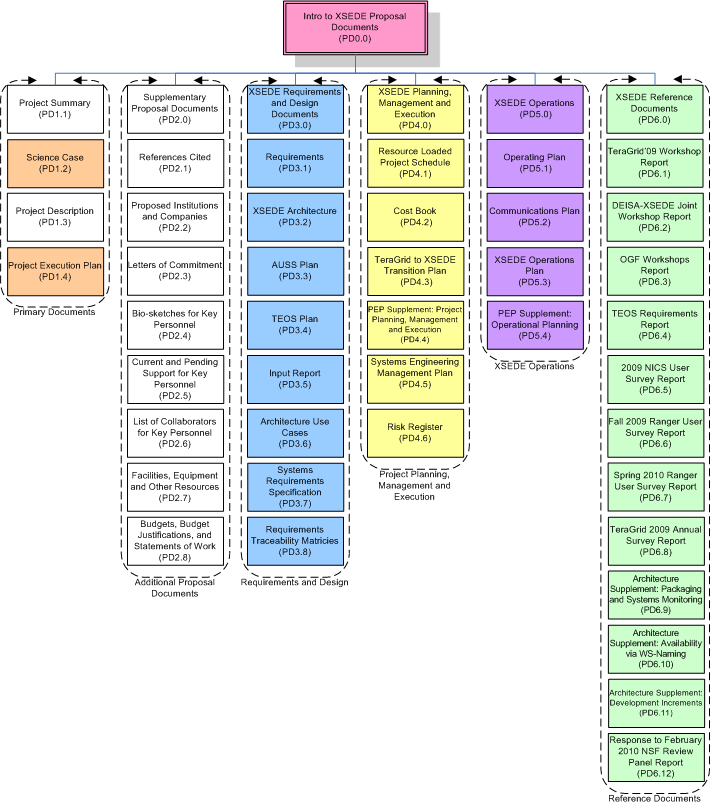 Intro to XSEDE Proposal
Documents
(PD0.0)
Project Summary
(PD1.1)
Science Case
(PD1.2)
Project Description
(PD1.3)
Project Execution Plan
(PD1.4)
Primary Documents
Supplementary
Proposal Documents
(PD2.0)
References Cited
(PD2.1)
Proposed Institutions
and Companies
(PD2.2)
Letters of Commitment
(PD2.3)
Bio-sketches for Key
Personnel
(PD2.4)
Current and Pending
Support for Key
Personnel
(PD2.5)
List of Collaborators
for Key Personnel
(PD2.6)
Facilities, Equipment
and Other Resources
(PD2.7)
Budgets, Budget
Justifications, and
Statements of Work
(PD2.8)
Additional Proposal
Documents
XSEDE Requirements
and Design
Documents
(PD3.0)
Requirements
(PD3.1)
XSEDE Architecture
(PD3.2)
AUSS Plan
(PD3.3)
TEOS Plan
(PD3.4)
Input Report
(PD3.5)
Architecture Use
Cases
(PD3.6)
Systems
Requirements
Specification
(PD3.7)
Requirements
Traceability Matricies
(PD3.8)
Requirements and Design
XSEDE Planning,
Management and
Execution
(PD4.0)
Resource Loaded
Project Schedule
(PD4.1)
Cost Book
(PD4.2)
TeraGrid to XSEDE
Transition Plan
(PD4.3)
PEP Supplement: Project
Planning, Management
and Execution
(PD4.4)
Systems Engineering
Management Plan
(PD4.5)
Risk Register
(PD4.6)
Project Planning,
Management and
Execution
XSEDE Operations
(PD5.0)
Operating Plan
(PD5.1)
Communications Plan
(PD5.2)
XSEDE Operations
Plan
(PD5.3)
PEP Supplement:
Operational Planning
(PD5.4)
XSEDE Operations
XSEDE Reference
Documents
(PD6.0)
TeraGrid'09 Workshop
Report
(PD6.1)
DEISA-XSEDE Joint
Workshop Report
(PD6.2)
OGF Workshops
Report
(PD6.3)
TEOS Requirements
Report
(PD6.4)
2009 NICS User
Survey Report
(PD6.5)
Fall 2009 Ranger User
Survey Report
(PD6.6)
Spring 2010 Ranger
User Survey Report
(PD6.7)
TeraGrid 2009 Annual
Survey Report
(PD6.8)
Architecture
Supplement: Packaging
and Systems Monitoring
(PD6.9)
Architecture
Supplement: Availability
via WS-Naming
(PD6.10)
Architecture Supplement:
Development Increments
(PD6.11)
Response to February
2010 NSF Review
Panel Report
(PD6.12)
Reference Documents